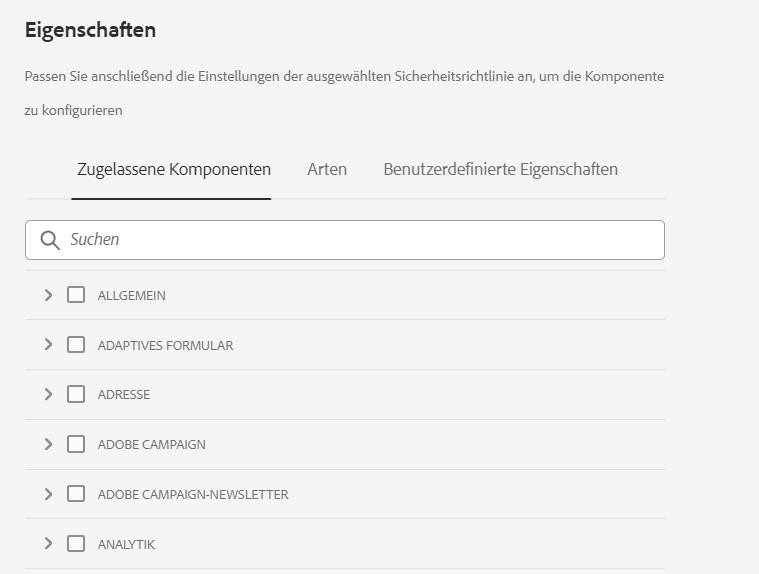 Eigenschaften
Passen Sie anschließend die Einstellungen der ausgewählten Sicherheitsrichtlinie an, um die Komponente
zu konfigurieren
Zugelassene Komponenten Arten Benutzerdefinierte Eigenschaften
Suchen
ALLGEMEIN
ADAPTIVES FORMULAR
ADRESSE
ADOBE CAMPAIGN
ADOBE CAMPAIGN-NEWSLETTER
ANALYTIK